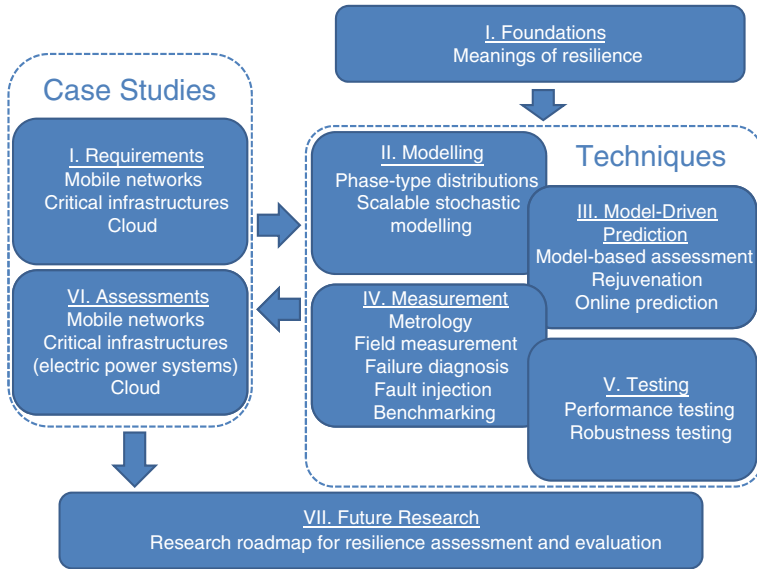 I. Foundations
Meanings of resilience
Case Studies
I. Requirements
Mobile networks
Critical infrastructures
Cloud
VI. Assessments
Mobile networks
Critical infrastructures
(electric power systems)
Cloud
Techniques
II. Modelling
Phase-type distributions
Scalable stochastic
modelling
III. Model-Driven
Prediction
Model-based assessment
Rejuvenation
Online prediction
IV. Measurement
Metrology
Field measurement
Failure diagnosis
Fault injection
Benchmarking
V. Testing
Performance testing
Robustness testing
VII. Future Research
Research roadmap for resilience assessment and evaluation